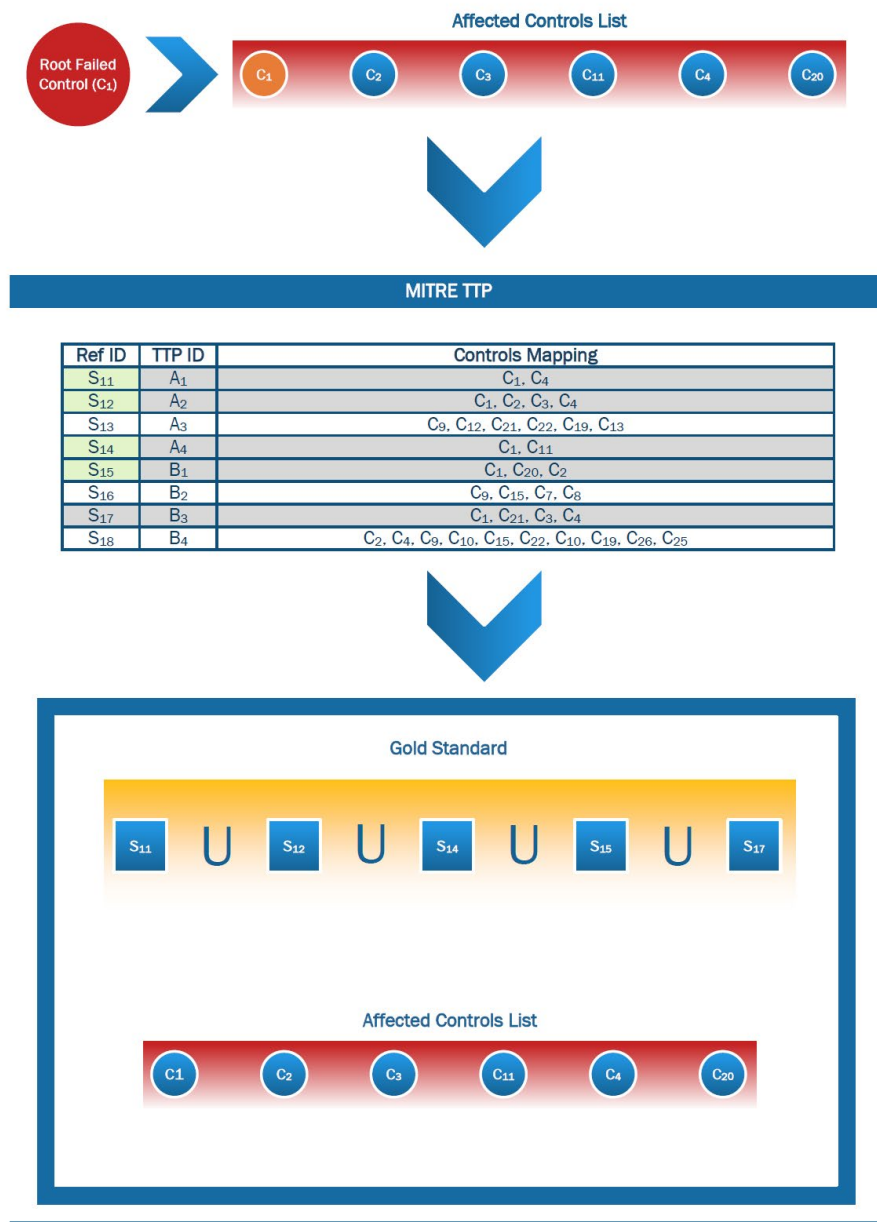 Affected Controls List
Root Failed
Control (C₁)
C₁ C₂ C₃ C₁₁ C₄ C₂₀
MITRE TTP
Ref ID TTP ID Controls Mapping
S₁₁ A₁ C₁, C₄
S₁₂ A₂ C₁, C₂, C₃, C₄
S₁₃ A₃ C₉, C₁₂, C₂₁, C₂₂, C₁₉, C₁₃
S₁₄ A₄ C₁, C₁₁
S₁₅ B₁ C₁, C₂₀, C₂
S₁₆ B₂ C₉, C₁₅, C₇, C₈
S₁₇ B₃ C₁, C₂₁, C₃, C₄
S₁₈ B₄ C₂, C₄, C₉, C₁₀, C₁₅, C₂₂, C₁₀, C₁₉, C₂₆, C₂₅
Gold Standard
S₁₁ U S₁₂ U S₁₄ U S₁₅ U S₁₇
Affected Controls List
C1 C₂ C₃ C₁₁ C₄ C₂₀